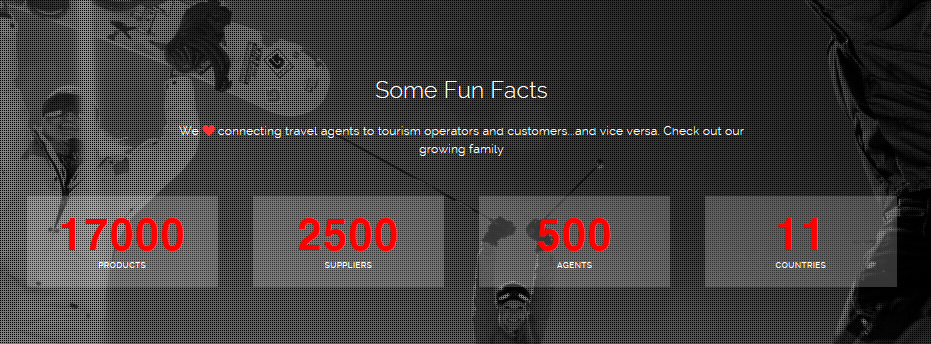 Some Fun Facts
We ❤ connecting travel agents to tourism operators and customers...and vice versa. Check out our
growing family
17000
2500
500
11
PRODUCTS
SUPPLIERS
AGENTS
COUNTRIES